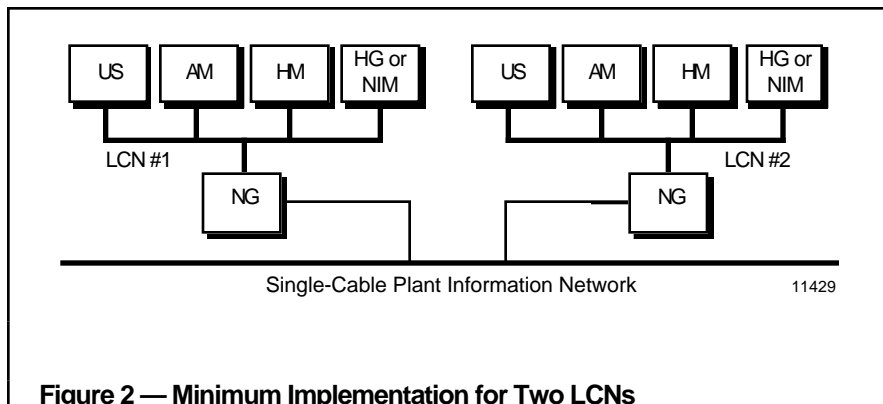 US AM HM HG or NIM US AM HM HG or NIM
LCN #1 LCN #2
NG NG
Single-Cable Plant Information Network 11429
Figure 2 — Minimum Implementation for Two LCNs